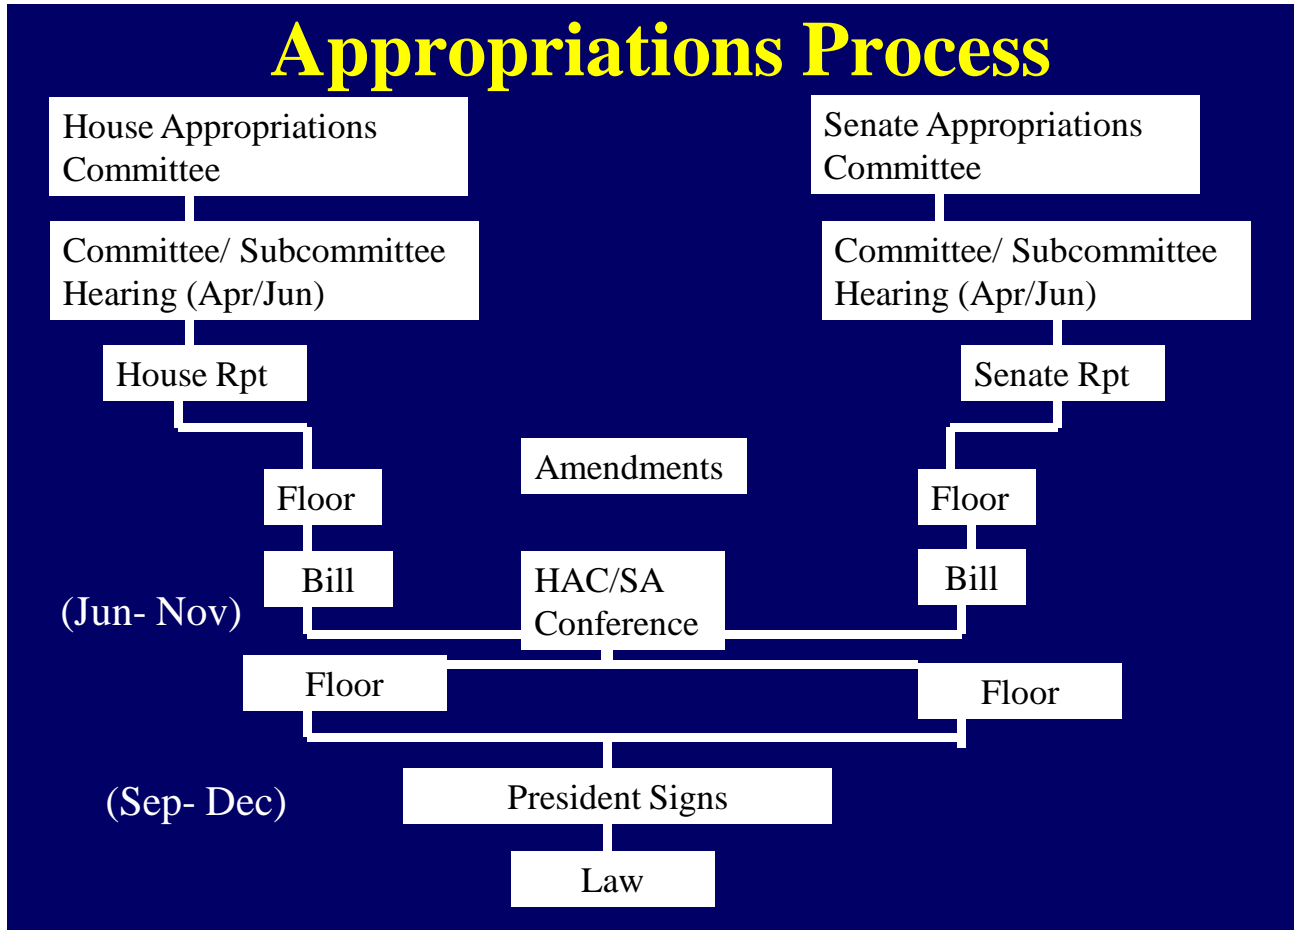 Appropriations Process
House Appropriations
Committee
Senate Appropriations
Committee
Committee/ Subcommittee
Hearing (Apr/Jun)
Committee/ Subcommittee
Hearing (Apr/Jun)
House Rpt
Senate Rpt
Amendments
Floor
Floor
Bill
HAC/SA
Conference
Bill
(Jun- Nov)
Floor
Floor
President Signs
(Sep- Dec)
Law